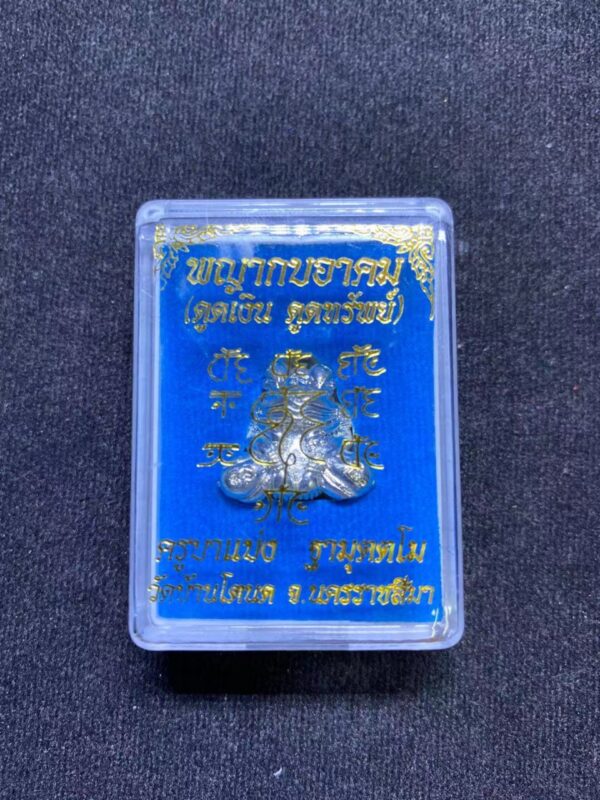 พญากบอาคม
(ดูดเงิน ดูดทรัพย์)
ครูบาแบ่ง ฐามุตตโม
วัดบ้านโตนด จ.นครราชสีมา